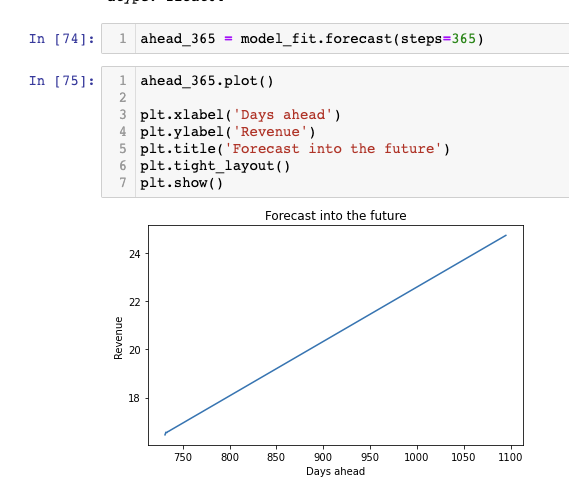 In [74]: 1 ahead_365 = model_fit.forecast(steps=365)
In [75]: 1 ahead_365.plot()
2
3 plt.xlabel('Days ahead')
4 plt.ylabel('Revenue')
5 plt.title('Forecast into the future')
6 plt.tight_layout()
7 plt.show()
Forecast into the future
24
22
20
18
Revenue
750 800 850 900 950 1000 1050 1100
Days ahead